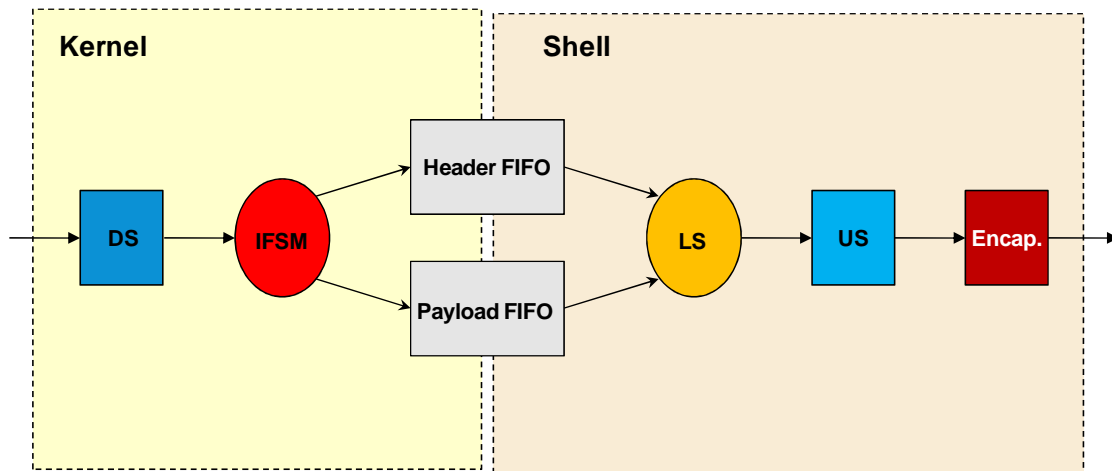 Kernel
Shell
Header FIFO
DS
IFSM
LS
US
Encap.
Payload FIFO